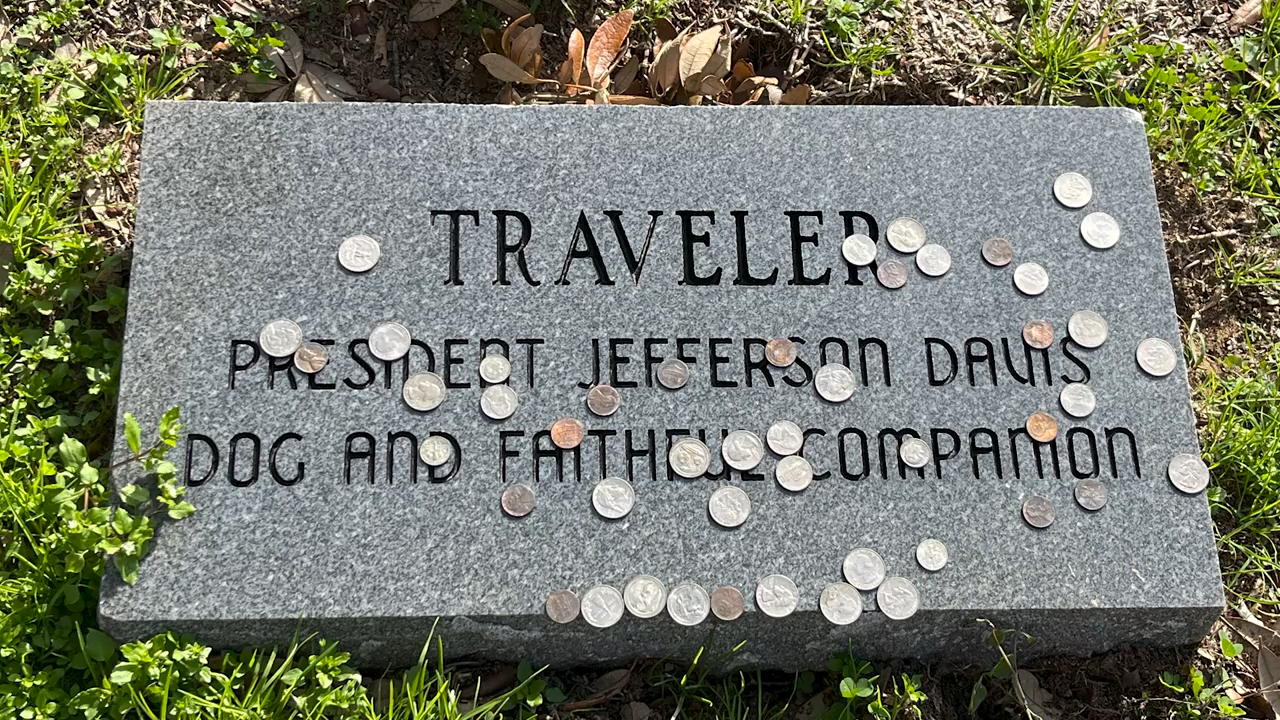 TRAVELER
PRESIDENT JEFFERSON DAVIS
DOG AND FAITHFUL COMPANION